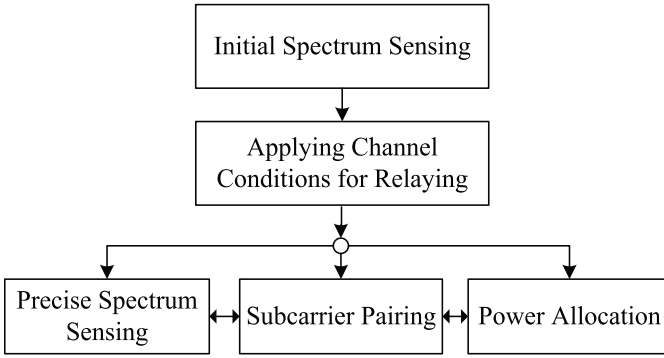 Initial Spectrum Sensing
Applying Channel
Conditions for Relaying
Precise Spectrum
Sensing
Subcarrier Pairing
Power Allocation